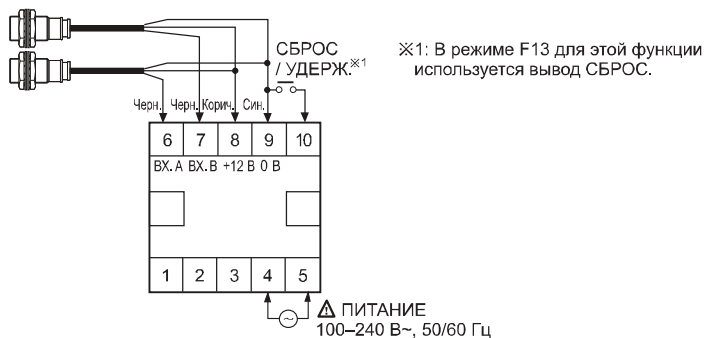 СБРОС
/ УДЕРЖ.※1
※1: В режиме F13 для этой функции
используется вывод СБРОС.
Черн. Черн. Корич. Син.
6 7 8 9 10
ВХ. А ВХ. В +12 В 0 В
1 2 3 4 5
⚠ ПИТАНИЕ
100–240 В~, 50/60 Гц